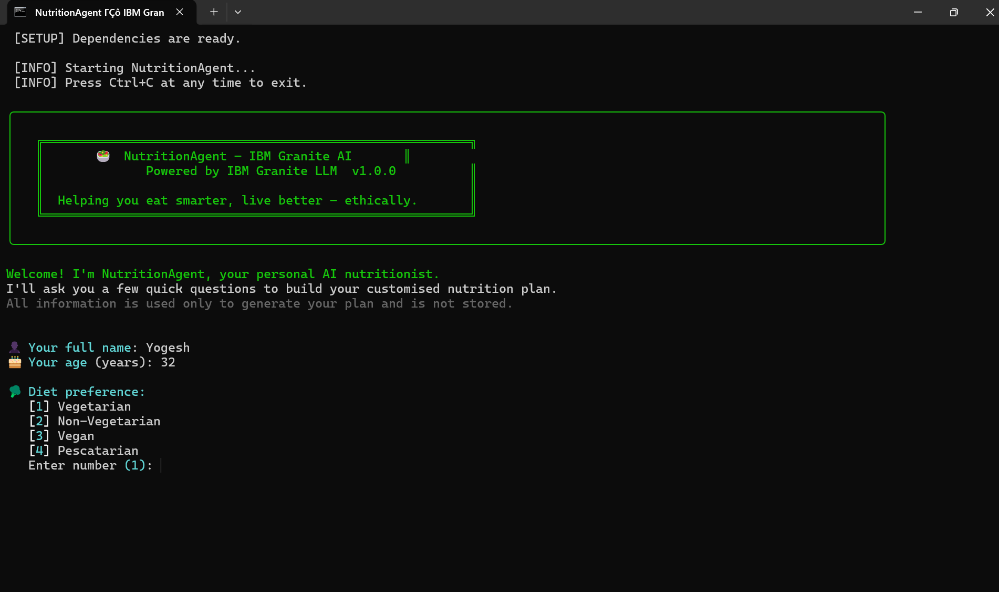 NutritionAgent ΓÇô IBM Gran
[SETUP] Dependencies are ready.
[INFO] Starting NutritionAgent...
[INFO] Press Ctrl+C at any time to exit.
🥗 NutritionAgent — IBM Granite AI
Powered by IBM Granite LLM v1.0.0
Helping you eat smarter, live better — ethically.
Welcome! I'm NutritionAgent, your personal AI nutritionist.
I'll ask you a few quick questions to build your customised nutrition plan.
All information is used only to generate your plan and is not stored.
👤 Your full name: Yogesh
🎂 Your age (years): 32
🥦 Diet preference:
[1] Vegetarian
[2] Non-Vegetarian
[3] Vegan
[4] Pescatarian
Enter number (1):